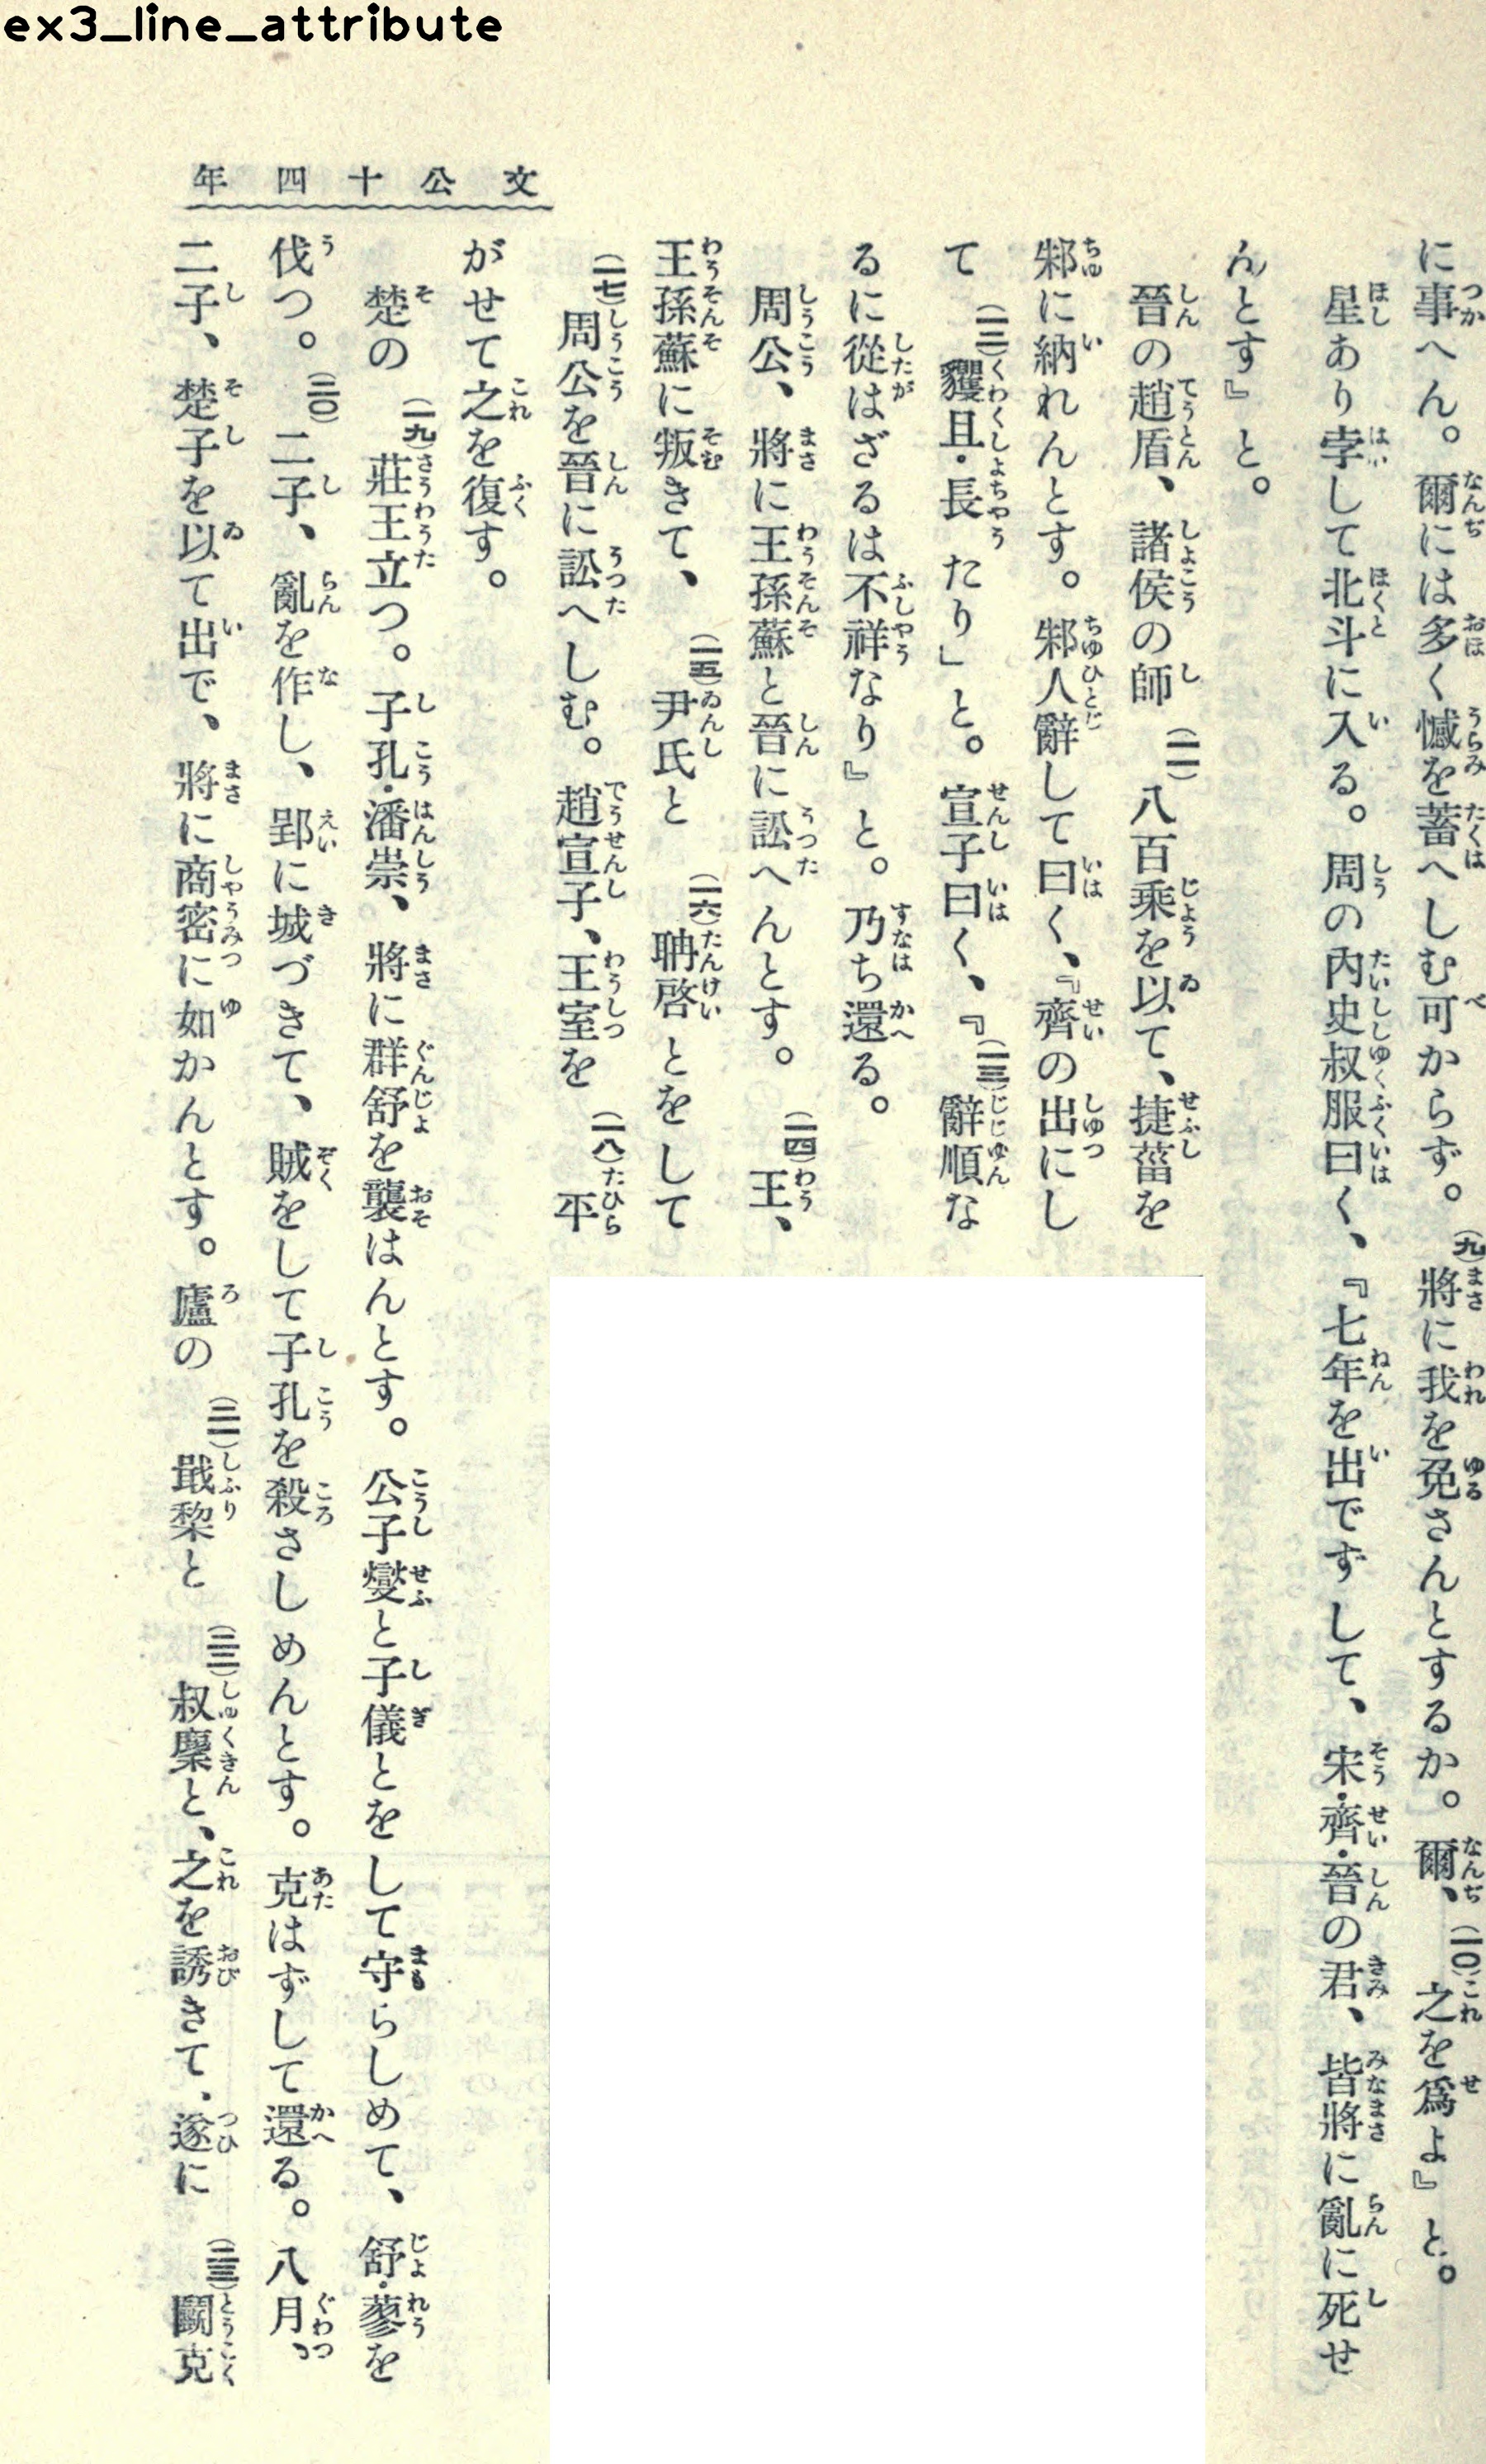 ex3_line_attribute
文公十四年
に事へん。爾には多く憾を蓄へしむ可からず。(九)將に我を免さんとするか。爾、(一〇)之を爲よ』と。
星あり孛して北斗に入る。周の內史叔服曰く、『七年を出でずして、宋・齊・晉の君、皆將に亂に死せ
んとす』と。
晉の趙盾、諸侯の師(一一)八百乘を以て、捷菑を
邾に納れんとす。邾人辭して曰く、『齊の出にし
て(一二)貜且・長たり」と。宣子曰く、『(一三)辭順な
るに從はざるは不祥なり』と。乃ち還る。
周公、將に王孫蘇と晉に訟へんとす。(一四)王、
王孫蘇に叛きて、(一五)尹氏と(一六)聃啓とをして
(一七)周公を晉に訟へしむ。趙宣子、王室を(一八)平
がせて之を復す。
楚の(一九)莊王立つ。子孔・潘崇、將に群舒を襲はんとす。公子燮と子儀とをして守らしめて、舒・蓼を
伐つ。(二〇)二子、亂を作し、郢に城づきて、賊をして子孔を殺さしめんとす。克はずして還る。八月、
二子、楚子を以て出で、將に商密に如かんとす。廬の(二一)戢犂と(二二)叔麇と、之を誘きて、遂に(二三)鬭克